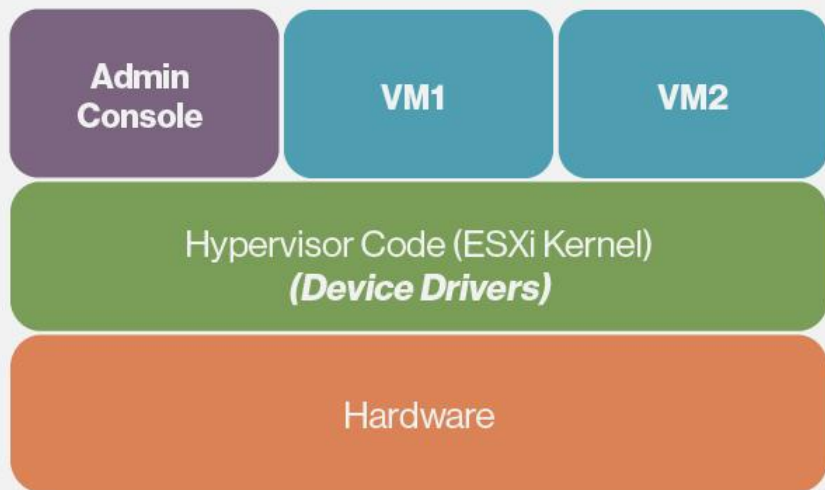 Admin
Console
VM1
VM2
Hypervisor Code (ESXi Kernel)
(Device Drivers)
Hardware